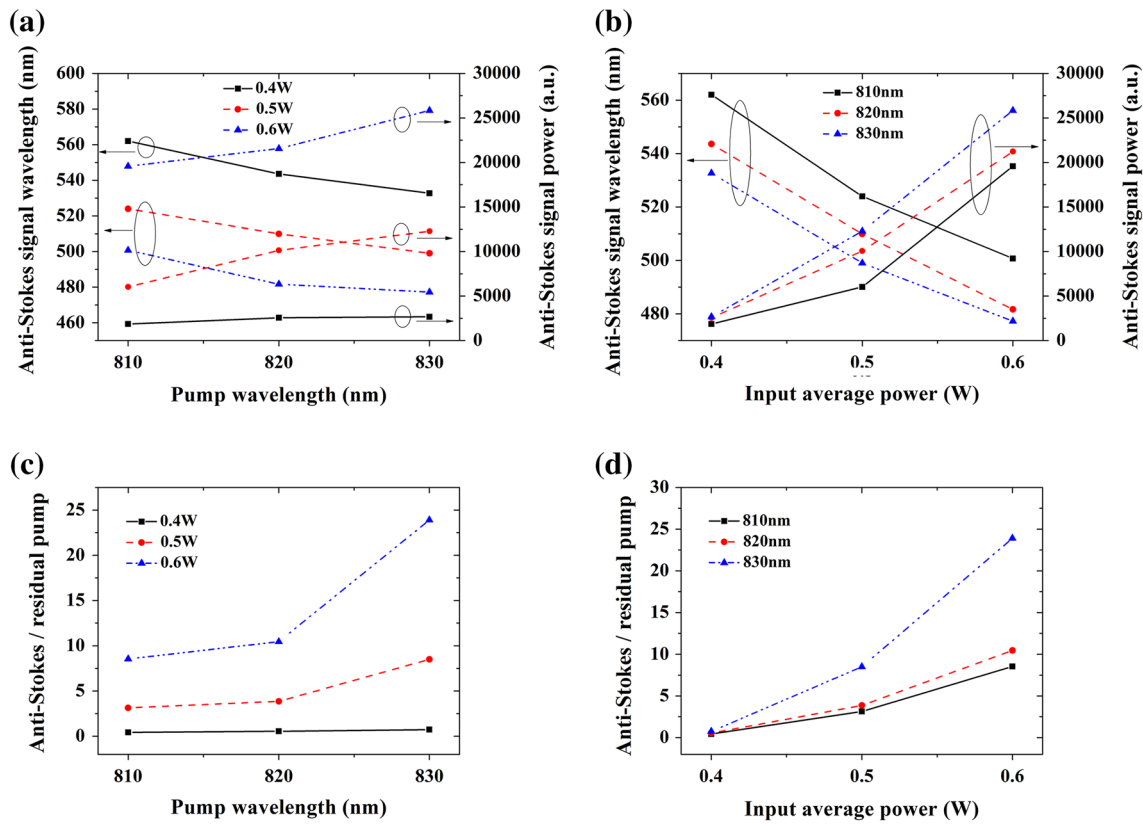 (a)
Anti-Stokes signal wavelength (nm)
600
580
560
540
520
500
480
460
0.4W
0.5W
0.6W
30000
25000
20000
15000
10000
5000
0
Anti-Stokes signal power (a.u.)
810
820
830
Pump wavelength (nm)
(b)
Anti-Stokes signal wavelength (nm)
560
540
520
500
480
810nm
820nm
830nm
30000
25000
20000
15000
10000
5000
0
Anti-Stokes signal power (a.u.)
0.4
0.5
0.6
Input average power (W)
(c)
Anti-Stokes / residual pump
25
20
15
10
5
0
0.4W
0.5W
0.6W
810
820
830
Pump wavelength (nm)
(d)
Anti-Stokes / residual pump
30
25
20
15
10
5
0
810nm
820nm
830nm
0.4
0.5
0.6
Input average power (W)